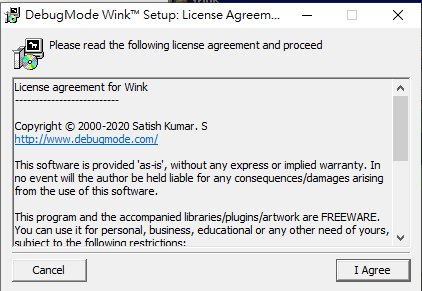 DebugMode Wink™ Setup: License Agreem...
Please read the following license agreement and proceed
License agreement for Wink
--------------------------
Copyright © 2000-2020 Satish Kumar. S
http://www.debugmode.com/
This software is provided 'as-is', without any express or implied warranty. In
no event will the author be held liable for any consequences/damages arising
from the use of this software.
This program and the accompanied libraries/plugins/artwork are FREEWARE.
You can use it for personal, business, educational or any other need of yours,
subject to the following restrictions:
Cancel
I Agree